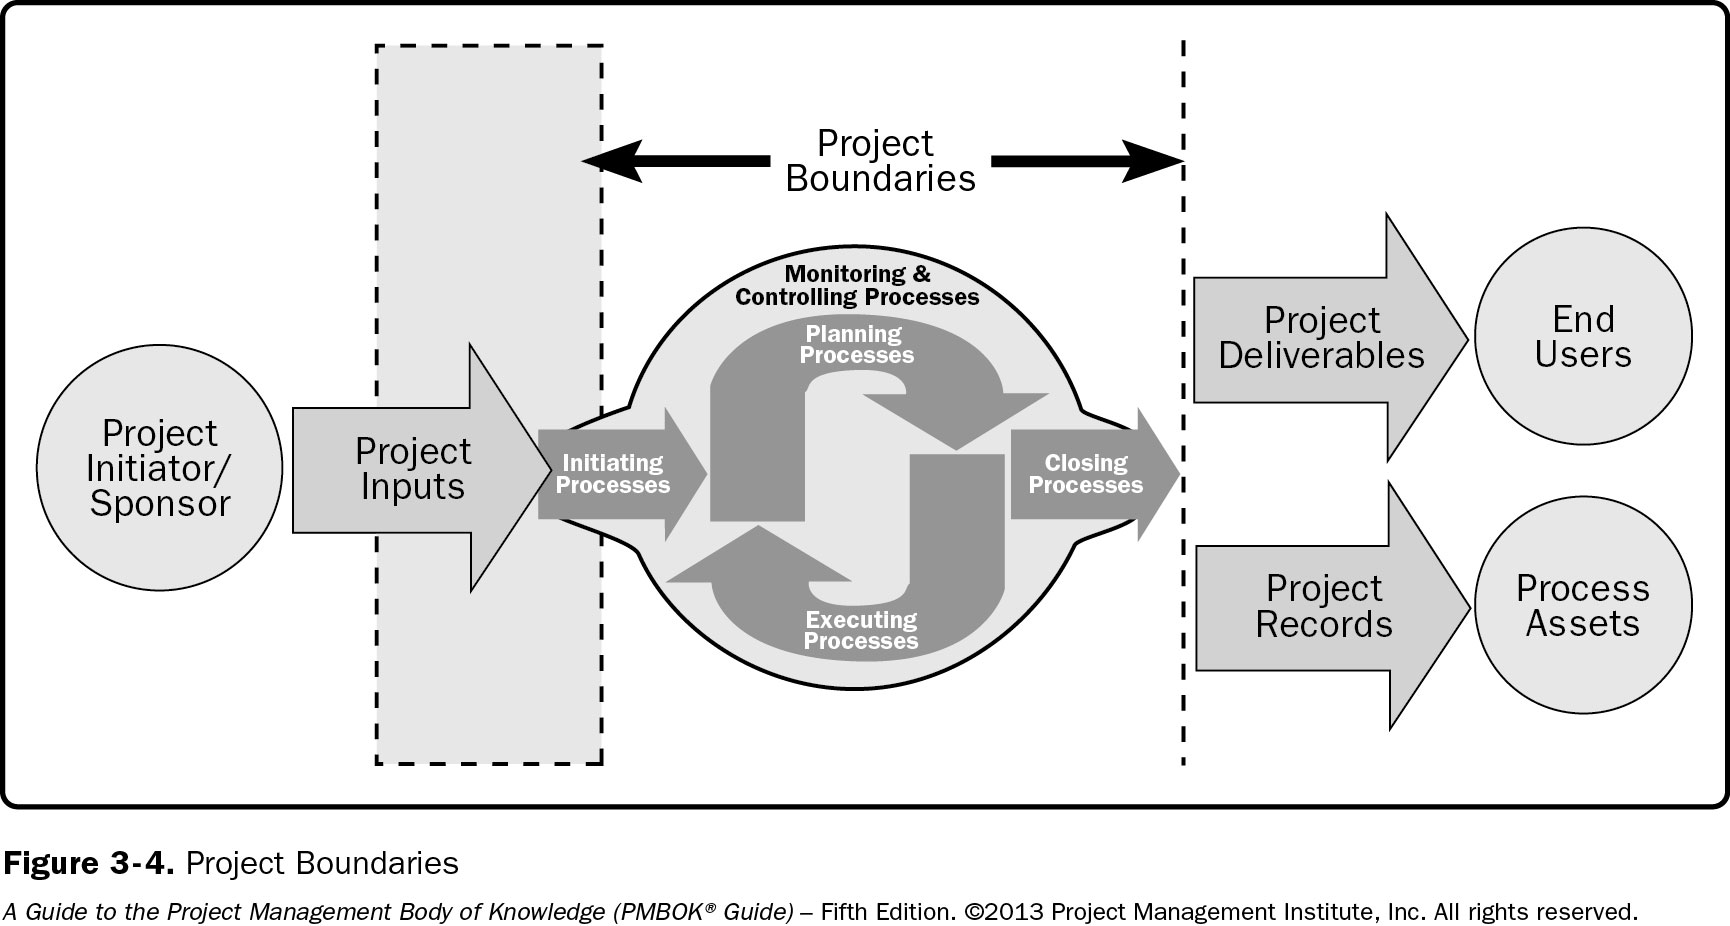 Project
Boundaries
Monitoring &
Controlling Processes
Planning
Processes
Project
Initiator/
Sponsor
Project
Inputs
Initiating
Processes
Closing
Processes
Executing
Processes
Project
Deliverables
End
Users
Project
Records
Process
Assets
Figure 3-4. Project Boundaries
A Guide to the Project Management Body of Knowledge (PMBOK® Guide) – Fifth Edition. ©2013 Project Management Institute, Inc. All rights reserved.